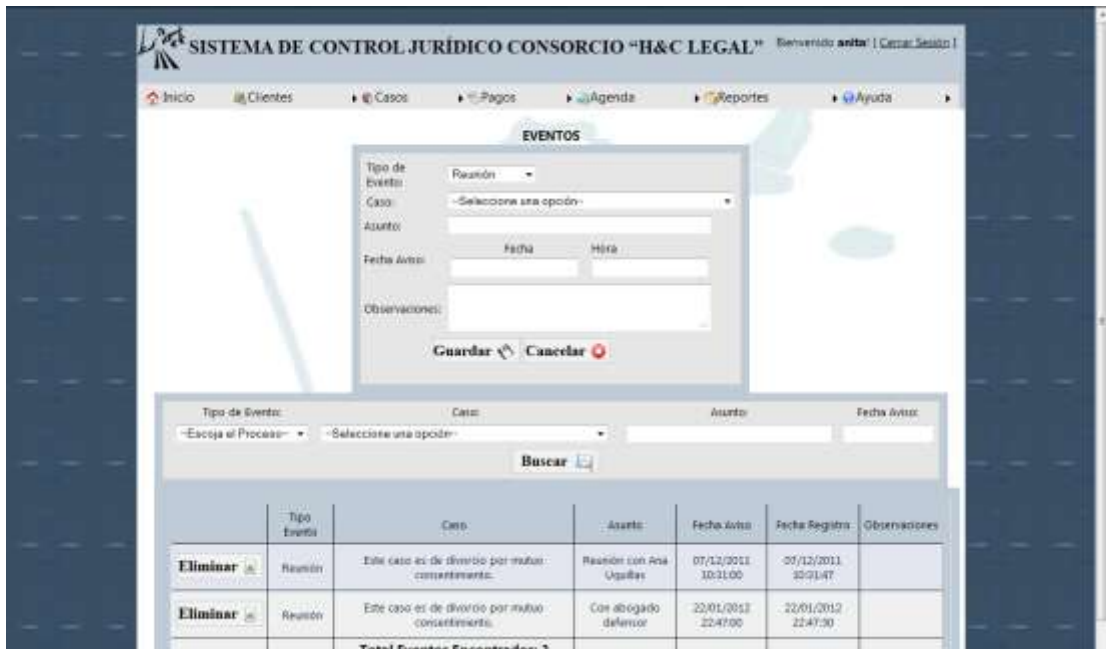 SISTEMA DE CONTROL JURÍDICO CONSORCIO “H&C LEGAL” Bienvenido anita! [ Cerrar Sesión ]
Inicio Clientes Casos Pagos Agenda Reportes Ayuda
EVENTOS
Tipo de
Evento: Reunión
Caso: --Seleccione una opción--
Asunto:
Fecha Hora
Fecha Aviso:
Observaciones:
Guardar Cancelar
Tipo de Evento: Caso: Asunto: Fecha Aviso:
--Escoja el Proceso-- --Seleccione una opción--
Buscar
Tipo
Evento Caso Asunto Fecha Aviso Fecha Registro Observaciones
Este caso es de divorcio por mutuo Reunión con Ana 07/12/2011 07/12/2011
Eliminar Reunión consentimiento. Uquillas 10:31:00 10:31:47
Este caso es de divorcio por mutuo Con abogado 22/01/2012 22/01/2012
Eliminar Reunión consentimiento. defensor 22:47:00 22:47:30
Total Eventos Encontrados: 2